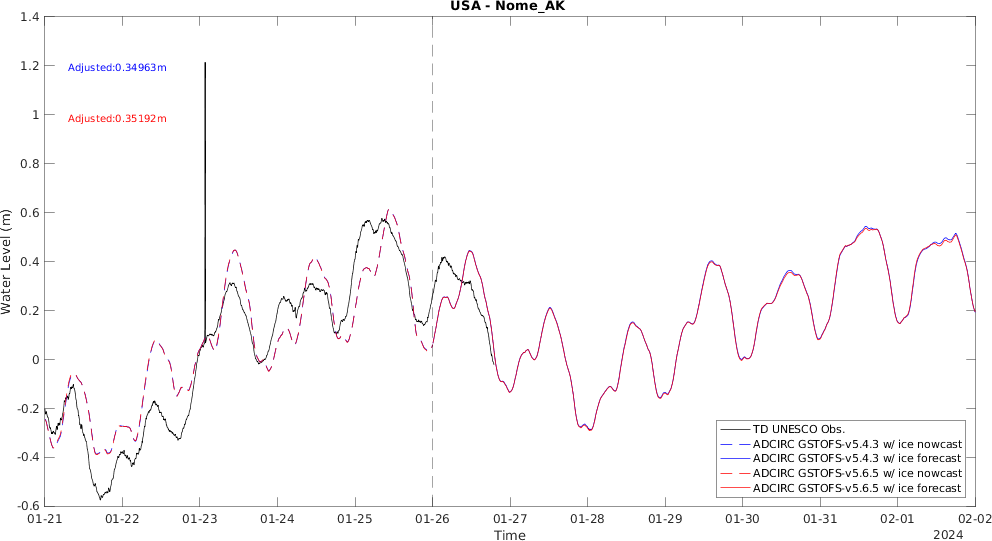 USA - Nome_AK
1.4
1.2
1
0.8
0.6
0.4
0.2
0
-0.2
-0.4
-0.6
Water Level (m)
Adjusted:0.34963m
Adjusted:0.35192m
TD UNESCO Obs.
ADCIRC GSTOFS-v5.4.3 w/ ice nowcast
ADCIRC GSTOFS-v5.4.3 w/ ice forecast
ADCIRC GSTOFS-v5.6.5 w/ ice nowcast
ADCIRC GSTOFS-v5.6.5 w/ ice forecast
01-21 01-22 01-23 01-24 01-25 01-26 01-27 01-28 01-29 01-30 01-31 02-01 02-02
Time
2024